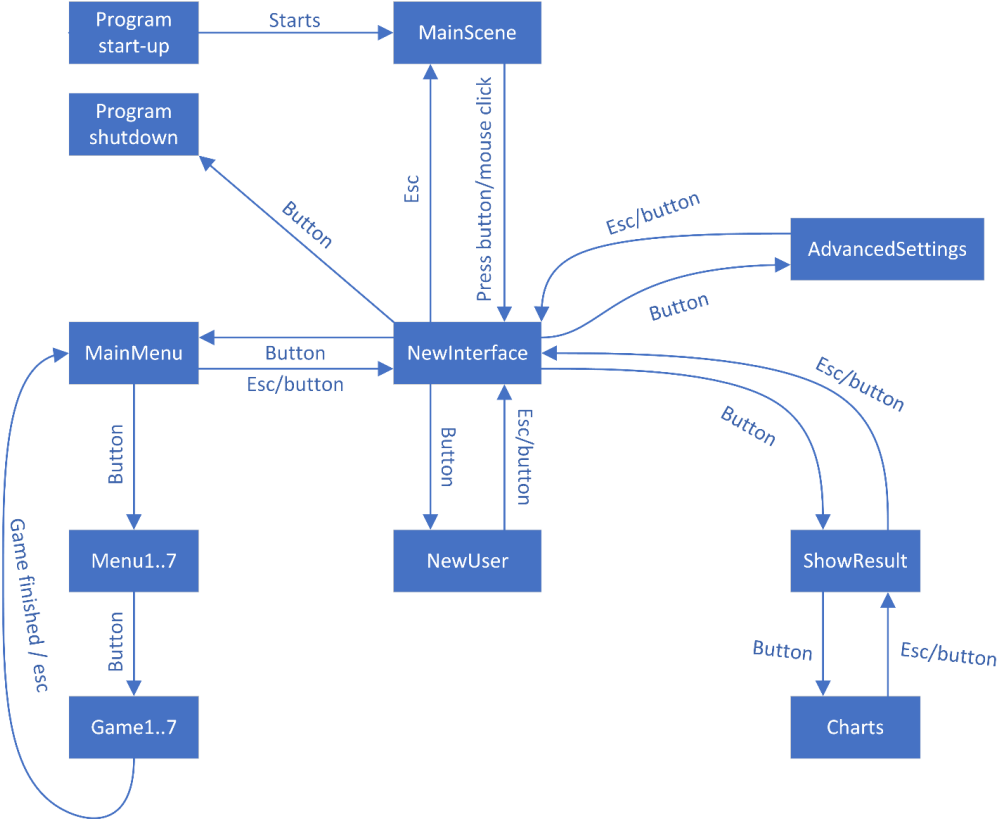 Program
start-up
Starts
MainScene
Program
shutdown
Button
Esc
Press button/mouse click
Esc/button
AdvancedSettings
Button
MainMenu
Button
Esc/button
NewInterface
Esc/button
Button
Button
Button
Esc/button
Game finished / esc
Menu1..7
NewUser
ShowResult
Button
Button
Esc/button
Game1..7
Charts